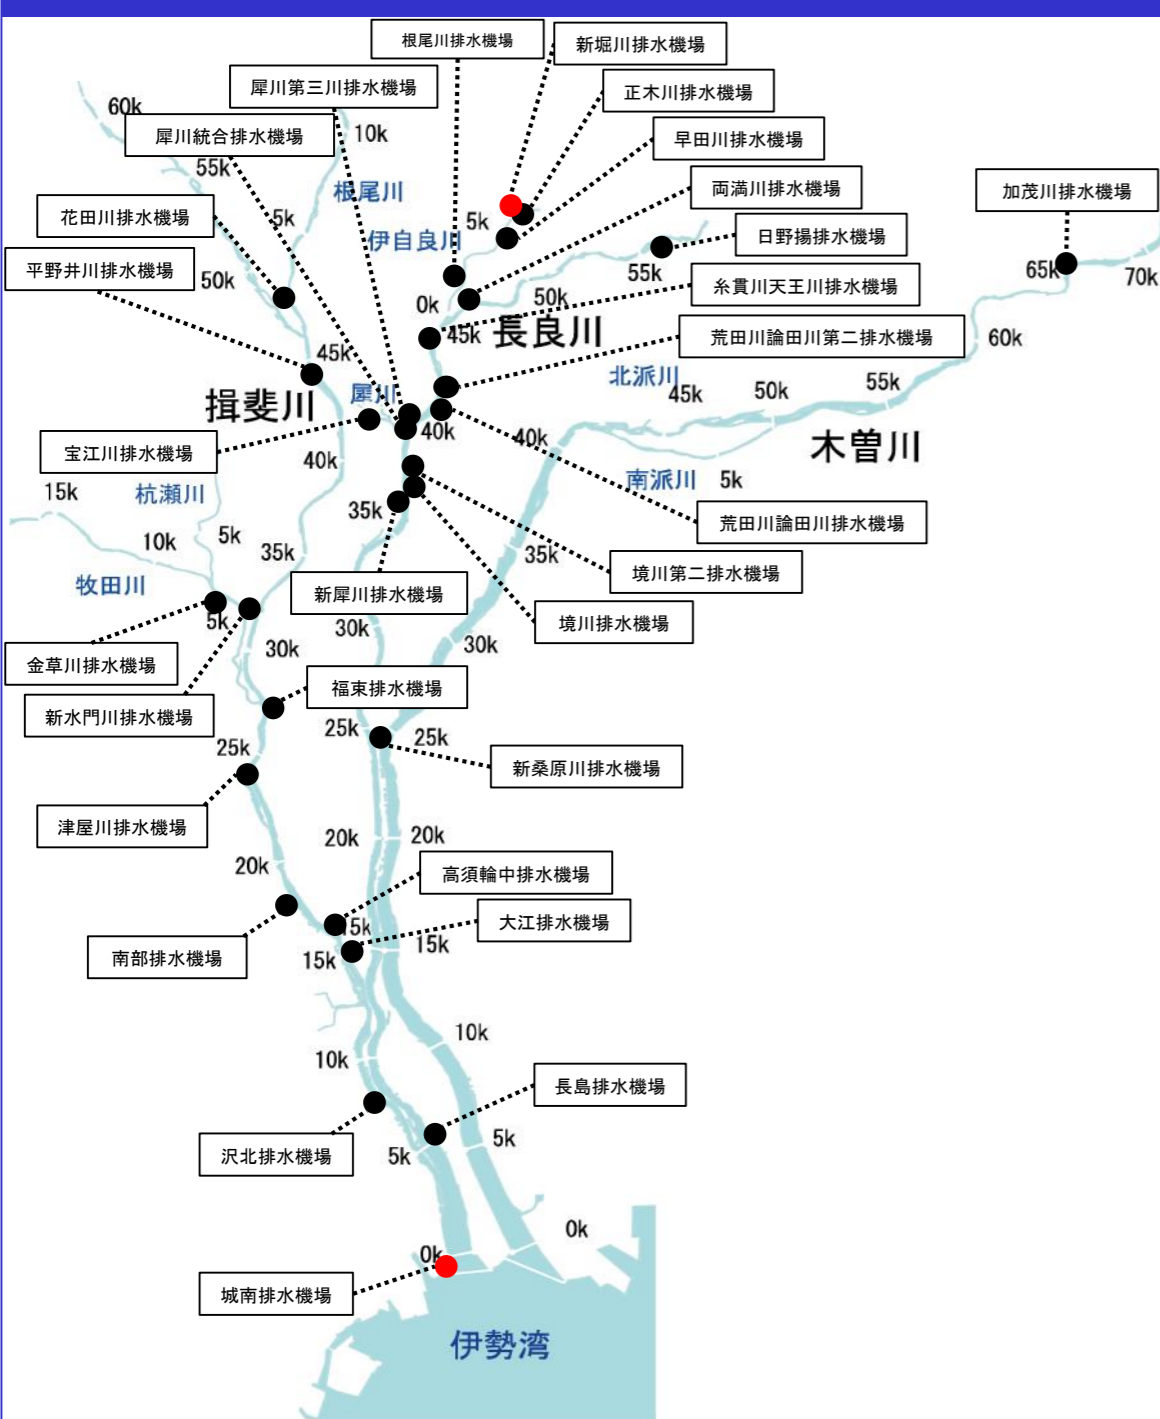 根尾川排水機場
新堀川排水機場
犀川第三川排水機場
正木川排水機場
60k
犀川統合排水機場
10k
早田川排水機場
55k
両満川排水機場
根尾川
加茂川排水機場
花田川排水機場
5k
5k
伊自良川
日野揚排水機場
平野井川排水機場
50k
55k
65k
70k
糸貫川天王川排水機場
0k
50k
45k
長良川
荒田川論田川第二排水機場
60k
45k
北派川
犀川
45k
50k
55k
揖斐川
40k
40k
木曽川
宝江川排水機場
40k
南派川
5k
15k
杭瀬川
35k
荒田川論田川排水機場
10k
5k
35k
35k
境川第二排水機場
牧田川
新犀川排水機場
5k
境川排水機場
30k
30k
30k
金草川排水機場
福束排水機場
新水門川排水機場
25k
25k
25k
新桑原川排水機場
津屋川排水機場
20k
20k
20k
高須輪中排水機場
15k
大江排水機場
南部排水機場
15k
15k
10k
10k
長島排水機場
沢北排水機場
5k
5k
0k
0k
城南排水機場
伊勢湾